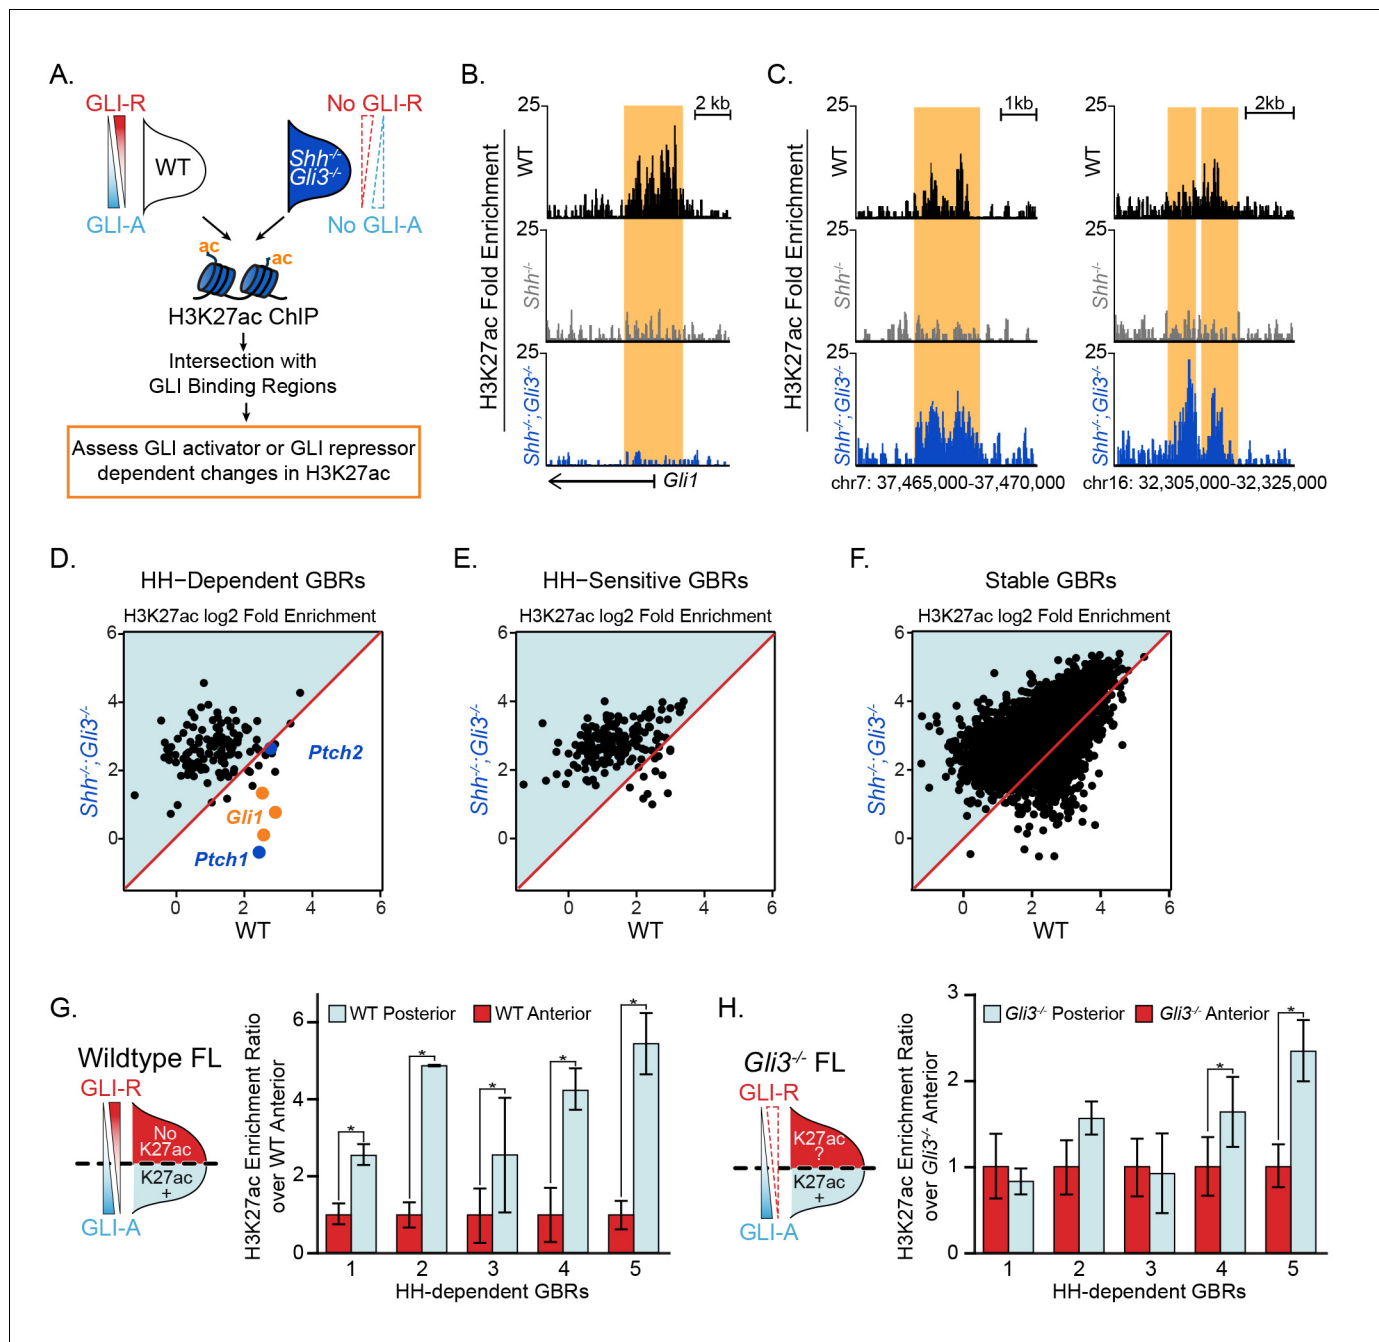 A.
GLI-R
No GLI-R
WT
Shh-/-
Gli3-/-
GLI-A
No GLI-A
ac
ac
H3K27ac ChIP
Intersection with
GLI Binding Regions
Assess GLI activator or GLI repressor
dependent changes in H3K27ac
B.
H3K27ac Fold Enrichment
25
2 kb
WT
25
Shh-/-
25
Shh-/-;Gli3-/-
Gli1
C.
H3K27ac Fold Enrichment
25
1kb
WT
25
Shh-/-
25
Shh-/-;Gli3-/-
chr7: 37,465,000-37,470,000
25
2kb
WT
25
Shh-/-
25
Shh-/-;Gli3-/-
chr16: 32,305,000-32,325,000
D.
HH−Dependent GBRs
H3K27ac log2 Fold Enrichment
Shh-/-;Gli3-/-
6
4
2
0
Ptch2
Gli1
Ptch1
0 2 4 6
WT
E.
HH−Sensitive GBRs
H3K27ac log2 Fold Enrichment
Shh-/-;Gli3-/-
6
4
2
0
0 2 4 6
WT
F.
Stable GBRs
H3K27ac log2 Fold Enrichment
Shh-/-;Gli3-/-
6
4
2
0
0 2 4 6
WT
G.
Wildtype FL
GLI-R
No
K27ac
K27ac
+
GLI-A
H3K27ac Enrichment Ratio
over WT Anterior
WT Posterior
WT Anterior
6
4
2
0
* * * * *
1 2 3 4 5
HH-dependent GBRs
H.
Gli3-/- FL
GLI-R
K27ac
?
K27ac
+
GLI-A
H3K27ac Enrichment Ratio
over Gli3-/- Anterior
Gli3-/- Posterior
Gli3-/- Anterior
3
2
1
0
* *
1 2 3 4 5
HH-dependent GBRs